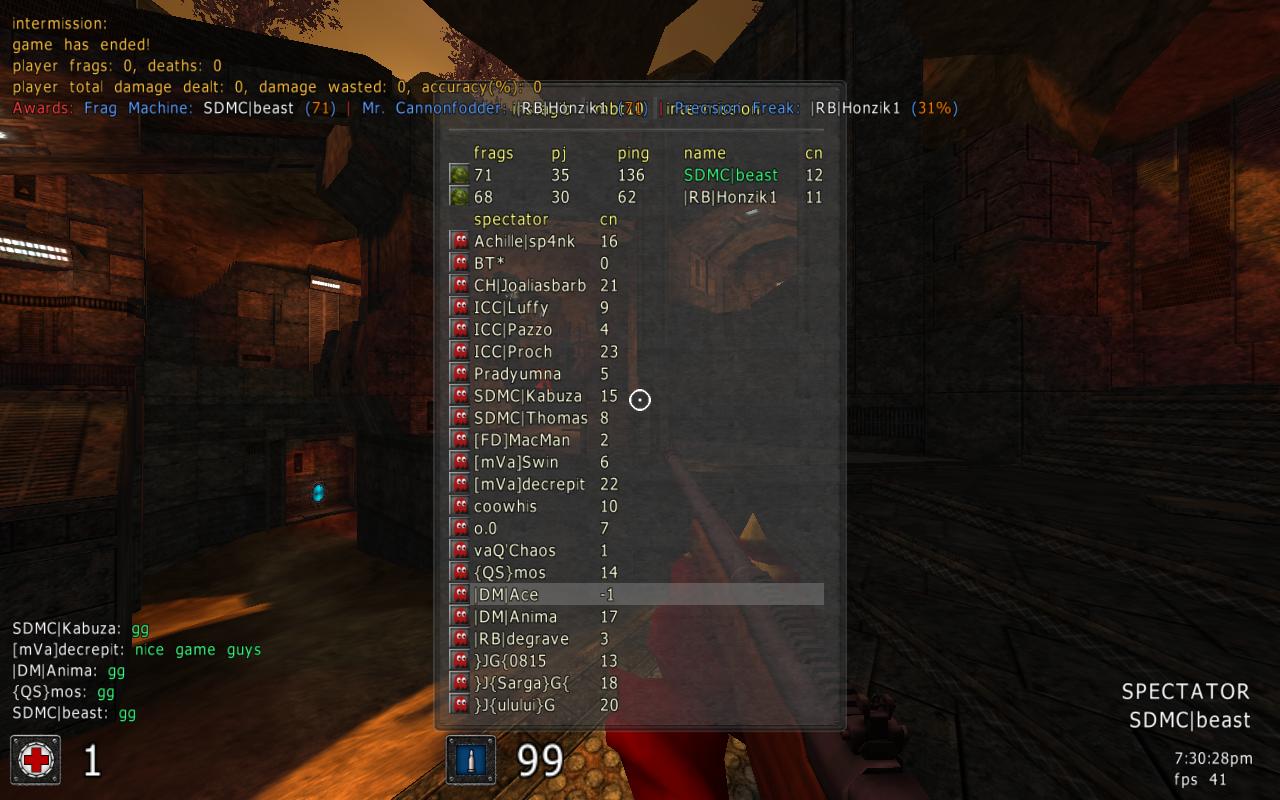 intermission:
game has ended!
player frags: 0, deaths: 0
player total damage dealt: 0, damage wasted: 0, accuracy(%): 0
Awards: Frag Machine: SDMC|beast (71) | Mr. Cannonfodder: |RB|Honzik1 (70) | Precision Freak: |RB|Honzik1 (31%)
frags pj ping name cn
71 35 136 SDMC|beast 12
68 30 62 |RB|Honzik1 11
spectator cn
Achille|sp4nk 16
BT* 0
CH|Joaliasbarb 21
ICC|Luffy 9
ICC|Pazzo 4
ICC|Proch 23
Pradyumna 5
SDMC|Kabuza 15
SDMC|Thomas 8
[FD]MacMan 2
[mVa]Swin 6
[mVa]decrepit 22
coowhis 10
o.0 7
vaQ'Chaos 1
{QS}mos 14
|DM|Ace -1
|DM|Anima 17
|RB|degrave 3
}JG{0815 13
}J{Sarga}G{ 18
}J{ului}G 20
SDMC|Kabuza: gg
[mVa]decrepit: nice game guys
|DM|Anima: gg
{QS}mos: gg
SDMC|beast: gg
1
99
SPECTATOR
SDMC|beast
7:30:28pm
fps 41